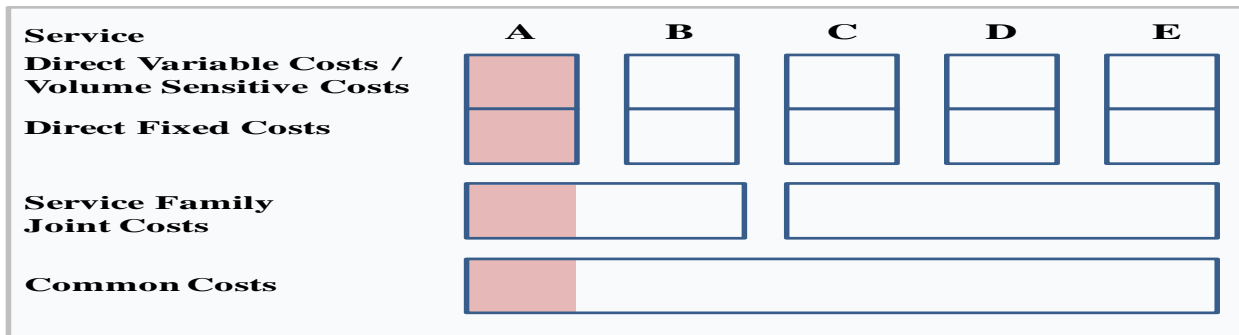 Service A B C D E
Direct Variable Costs /
Volume Sensitive Costs
Direct Fixed Costs
Service Family
Joint Costs
Common Costs